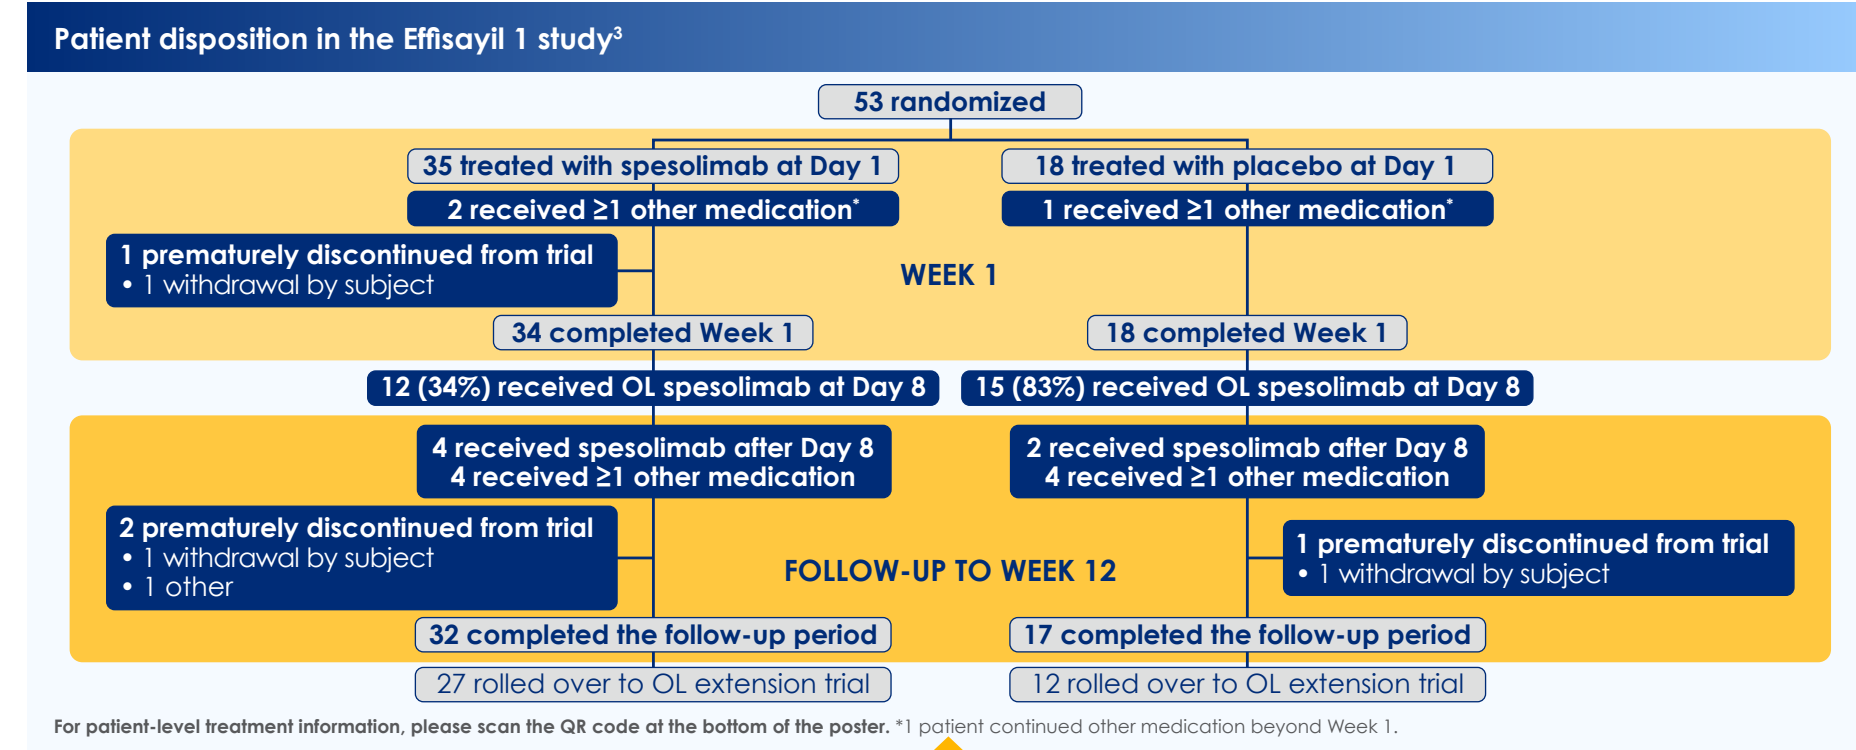 Patient disposition in the Effisayil 1 study³
53 randomized
35 treated with spesolimab at Day 1
18 treated with placebo at Day 1
2 received ≥1 other medication*
1 received ≥1 other medication*
1 prematurely discontinued from trial
• 1 withdrawal by subject
WEEK 1
34 completed Week 1
18 completed Week 1
12 (34%) received OL spesolimab at Day 8
15 (83%) received OL spesolimab at Day 8
4 received spesolimab after Day 8
4 received ≥1 other medication
2 received spesolimab after Day 8
4 received ≥1 other medication
2 prematurely discontinued from trial
• 1 withdrawal by subject
• 1 other
FOLLOW-UP TO WEEK 12
1 prematurely discontinued from trial
• 1 withdrawal by subject
32 completed the follow-up period
17 completed the follow-up period
27 rolled over to OL extension trial
12 rolled over to OL extension trial
For patient-level treatment information, please scan the QR code at the bottom of the poster. *1 patient continued other medication beyond Week 1.